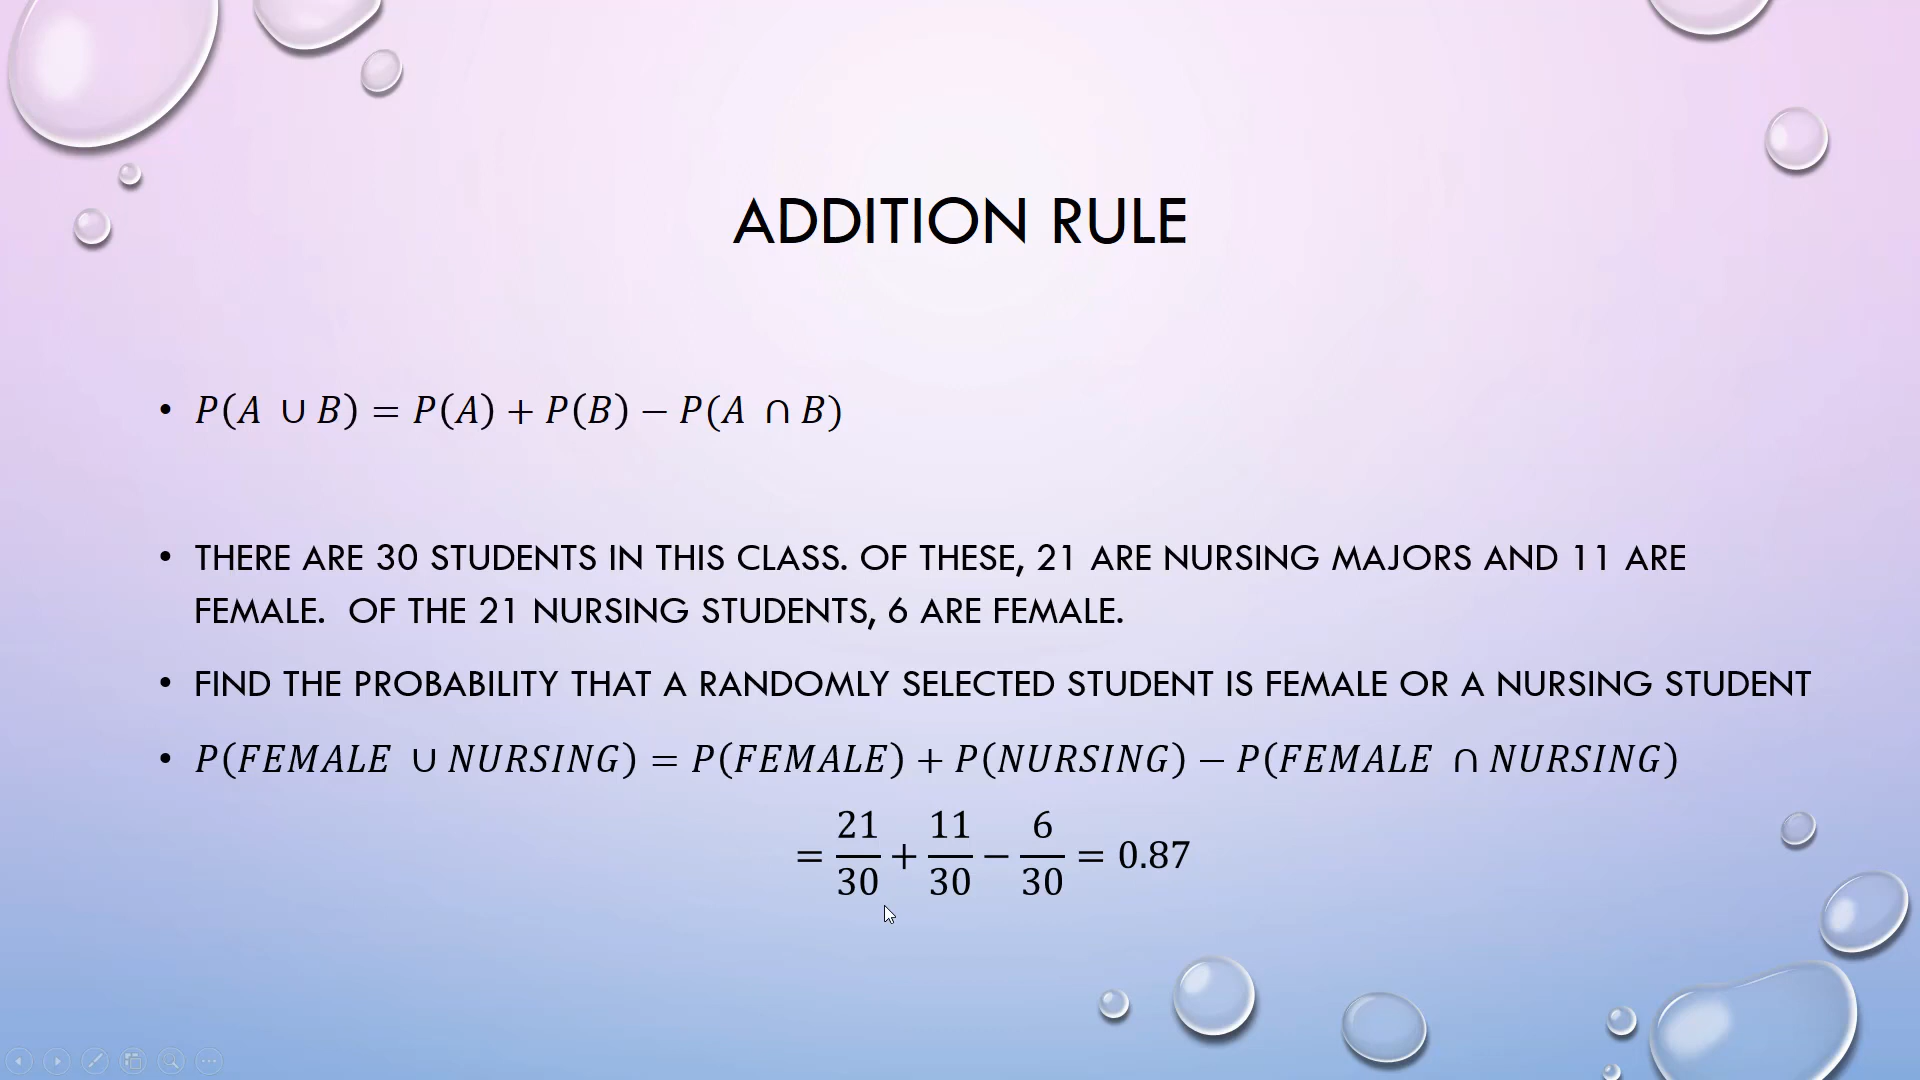 ADDITION RULE
• P(A ∪ B) = P(A) + P(B) − P(A ∩ B)
• THERE ARE 30 STUDENTS IN THIS CLASS. OF THESE, 21 ARE NURSING MAJORS AND 11 ARE
FEMALE.  OF THE 21 NURSING STUDENTS, 6 ARE FEMALE.
• FIND THE PROBABILITY THAT A RANDOMLY SELECTED STUDENT IS FEMALE OR A NURSING STUDENT
• P(FEMALE ∪ NURSING) = P(FEMALE) + P(NURSING) − P(FEMALE ∩ NURSING)
= 21/30 + 11/30 − 6/30 = 0.87